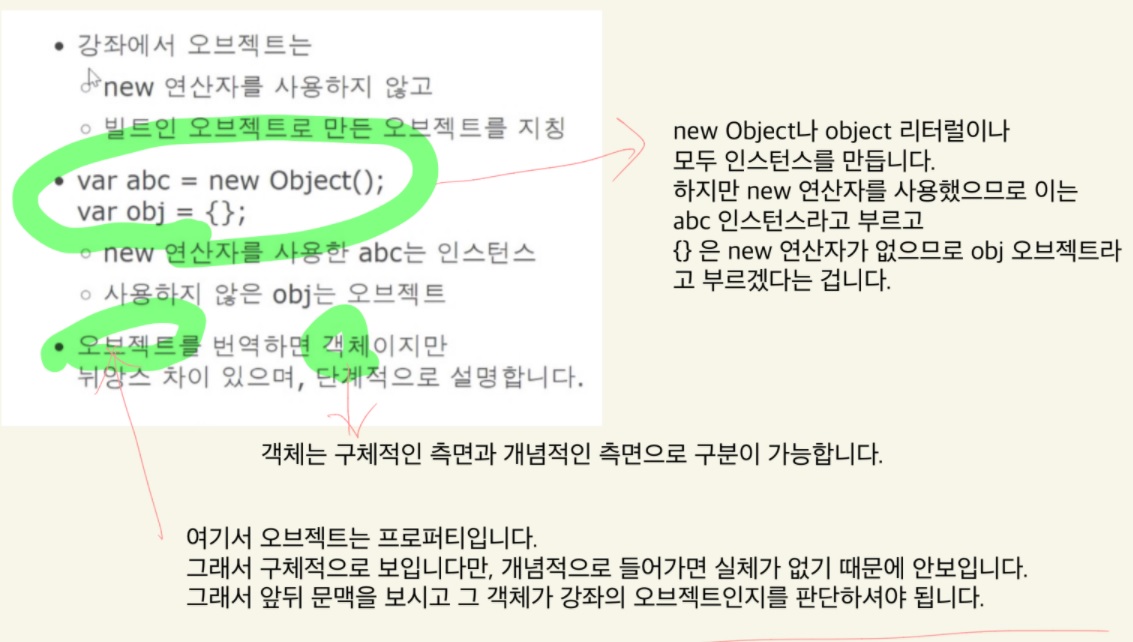 • 강좌에서 오브젝트는
◦ new 연산자를 사용하지 않고
◦ 빌트인 오브젝트로 만든 오브젝트를 지칭
• var abc = new Object();
var obj = {};
◦ new 연산자를 사용한 abc는 인스턴스
◦ 사용하지 않은 obj는 오브젝트
• 오브젝트를 번역하면 객체이지만
뉘앙스 차이 있으며, 단계적으로 설명합니다.
new Object나 object 리터럴이나
모두 인스턴스를 만듭니다.
하지만 new 연산자를 사용했으므로 이는
abc 인스턴스라고 부르고
{} 은 new 연산자가 없으므로 obj 오브젝트라
고 부르겠다는 겁니다.
객체는 구체적인 측면과 개념적인 측면으로 구분이 가능합니다.
여기서 오브젝트는 프로퍼티입니다.
그래서 구체적으로 보입니다만, 개념적으로 들어가면 실체가 없기 때문에 안보입니다.
그래서 앞뒤 문맥을 보시고 그 객체가 강좌의 오브젝트인지를 판단하셔야 됩니다.